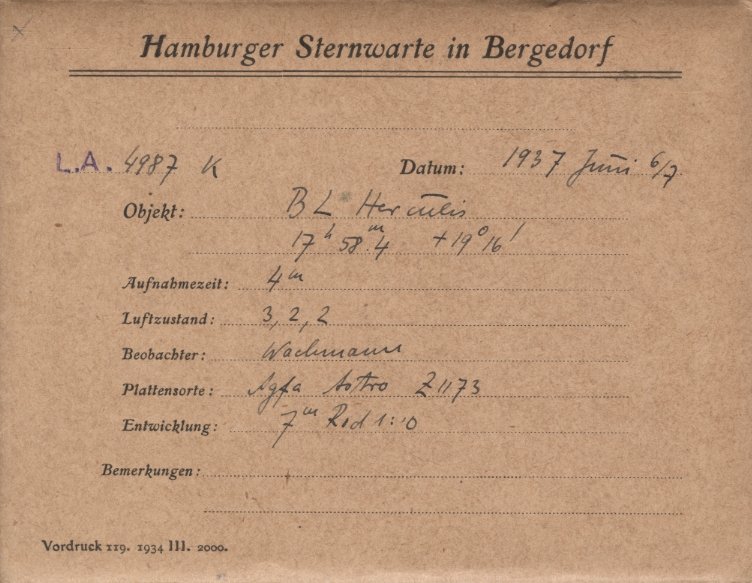 Hamburger Sternwarte in Bergedorf
L.A. 4987 K Datum: 1937 Juni 6/7
Objekt: BL Herculis
17ʰ 58ᵐ.4 +19° 16'
Aufnahmezeit: 4ᵐ
Luftzustand: 3, 2, 2
Beobachter: Wachmann
Plattensorte: Agfa Astro Z 1173
Entwicklung: 7ᵐ Rod 1:10
Bemerkungen:
Vordruck 119. 1934 III. 2000.